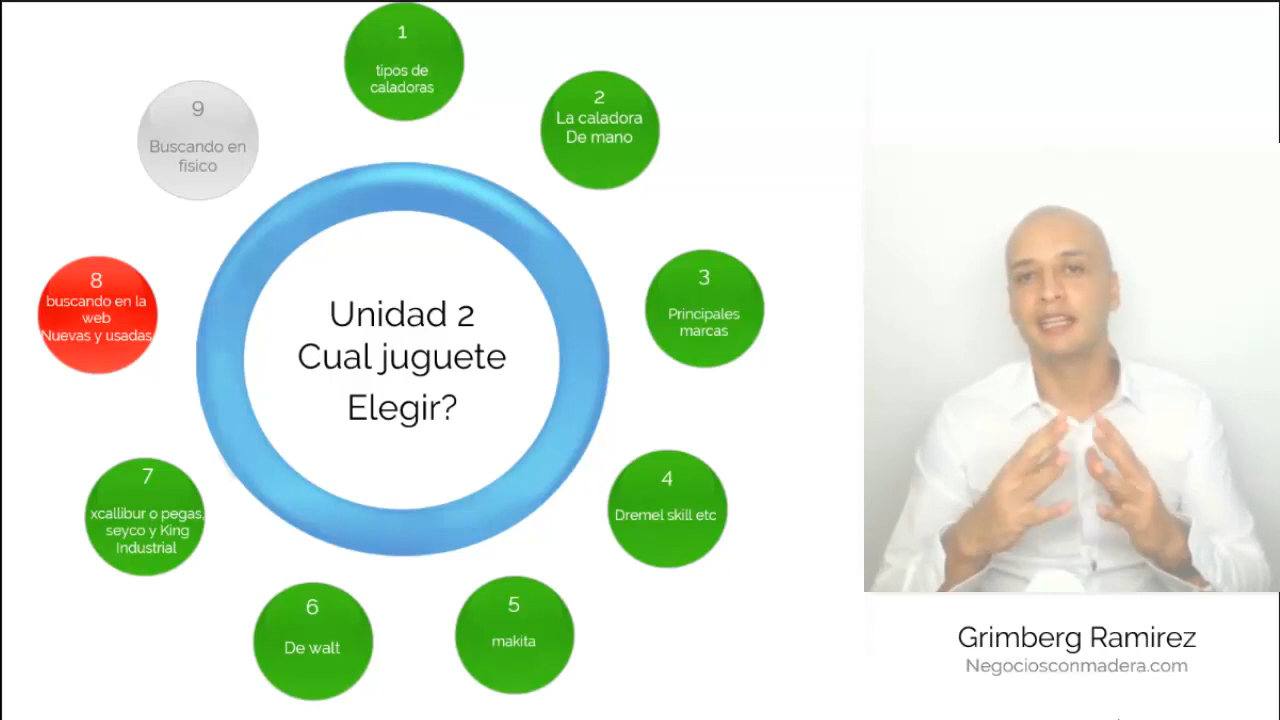 1
tipos de
caladoras
2
La caladora
De mano
3
Principales
marcas
4
Dremel skill etc
5
makita
6
De walt
7
xcallibur o pegas,
seyco y King
Industrial
8
buscando en la
web
Nuevas y usadas
9
Buscando en
fisico
Unidad 2
Cual juguete
Elegir?
Grimberg Ramirez
Negociosconmadera.com